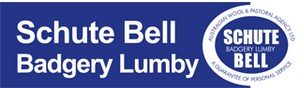 Schute Bell
Badgery Lumby
AUSTRALIAN WOOL & PASTORAL AGENCY LTD
SCHUTE
BADGERY LUMBY
BELL
A GUARANTEE OF PERSONAL SERVICE